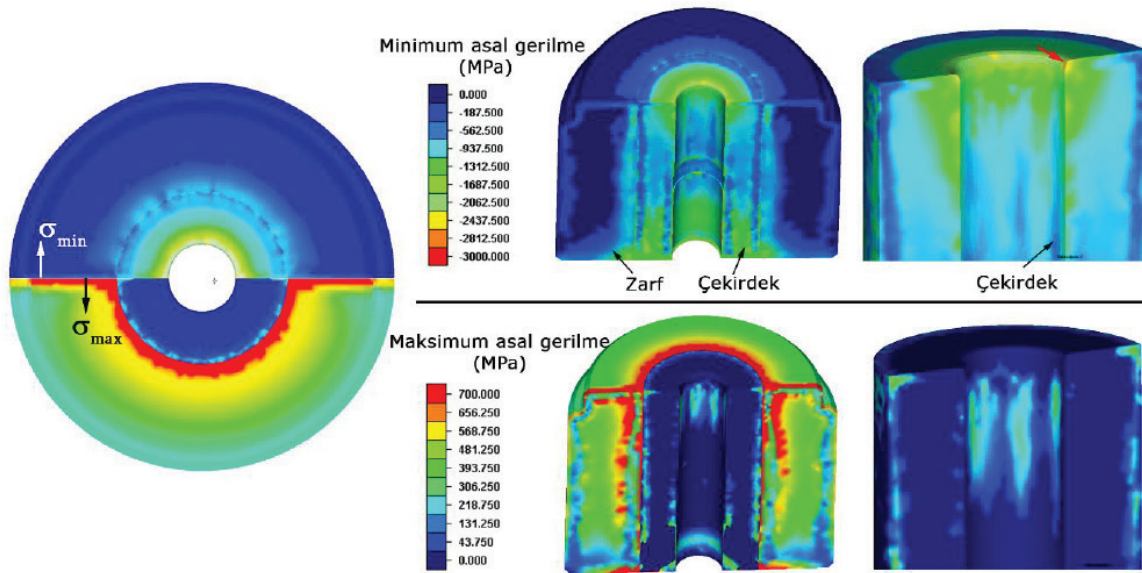 σmin
σmax
Minimum asal gerilme
(MPa)
0.000
-187.500
-562.500
-937.500
-1312.500
-1687.500
-2062.500
-2437.500
-2812.500
-3000.000
Zarf
Çekirdek
Çekirdek
Maksimum asal gerilme
(MPa)
700.000
656.250
568.750
481.250
393.750
306.250
218.750
131.250
43.750
0.000